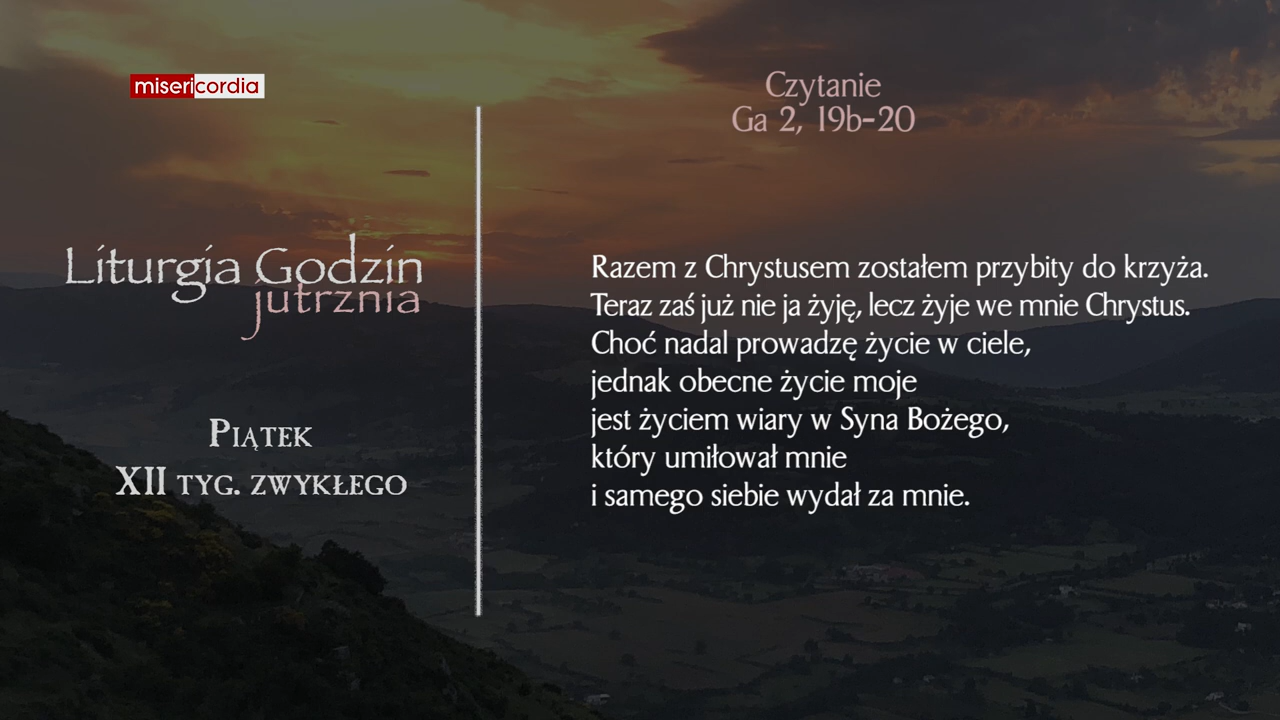 misericordia
Liturgia Godzin
jutrznia
Piątek
XII tyg. zwykłego
Czytanie
Ga 2, 19b-20
Razem z Chrystusem zostałem przybity do krzyża.
Teraz zaś już nie ja żyję, lecz żyje we mnie Chrystus.
Choć nadal prowadzę życie w ciele,
jednak obecne życie moje
jest życiem wiary w Syna Bożego,
który umiłował mnie
i samego siebie wydał za mnie.